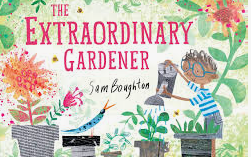 THE
EXTRAORDINARY
GARDENER
Sam Boughton